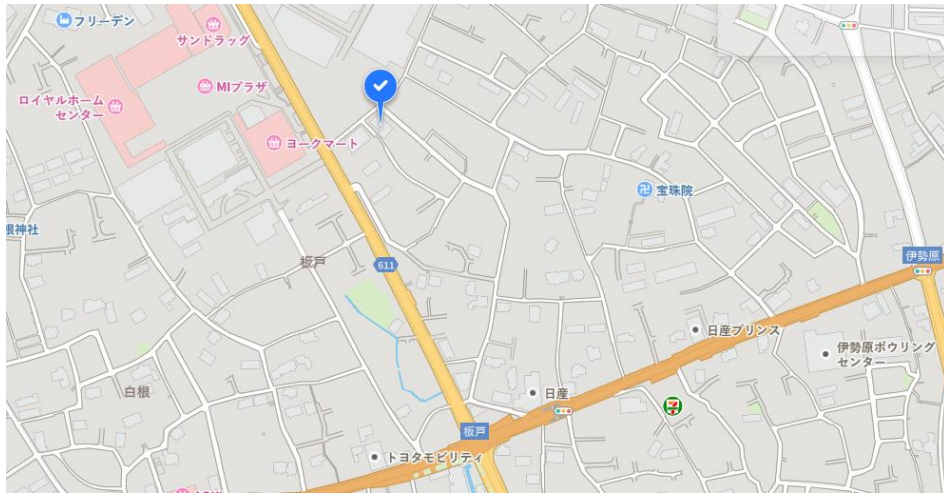 フリーデン
サンドラッグ
MIプラザ
ロイヤルホーム
センター
ヨークマート
宝珠院
根神社
板戸
611
伊勢原
日産プリンス
伊勢原ボウリング
センター
白根
日産
7
板戸
トヨタモビリティ
AOKI